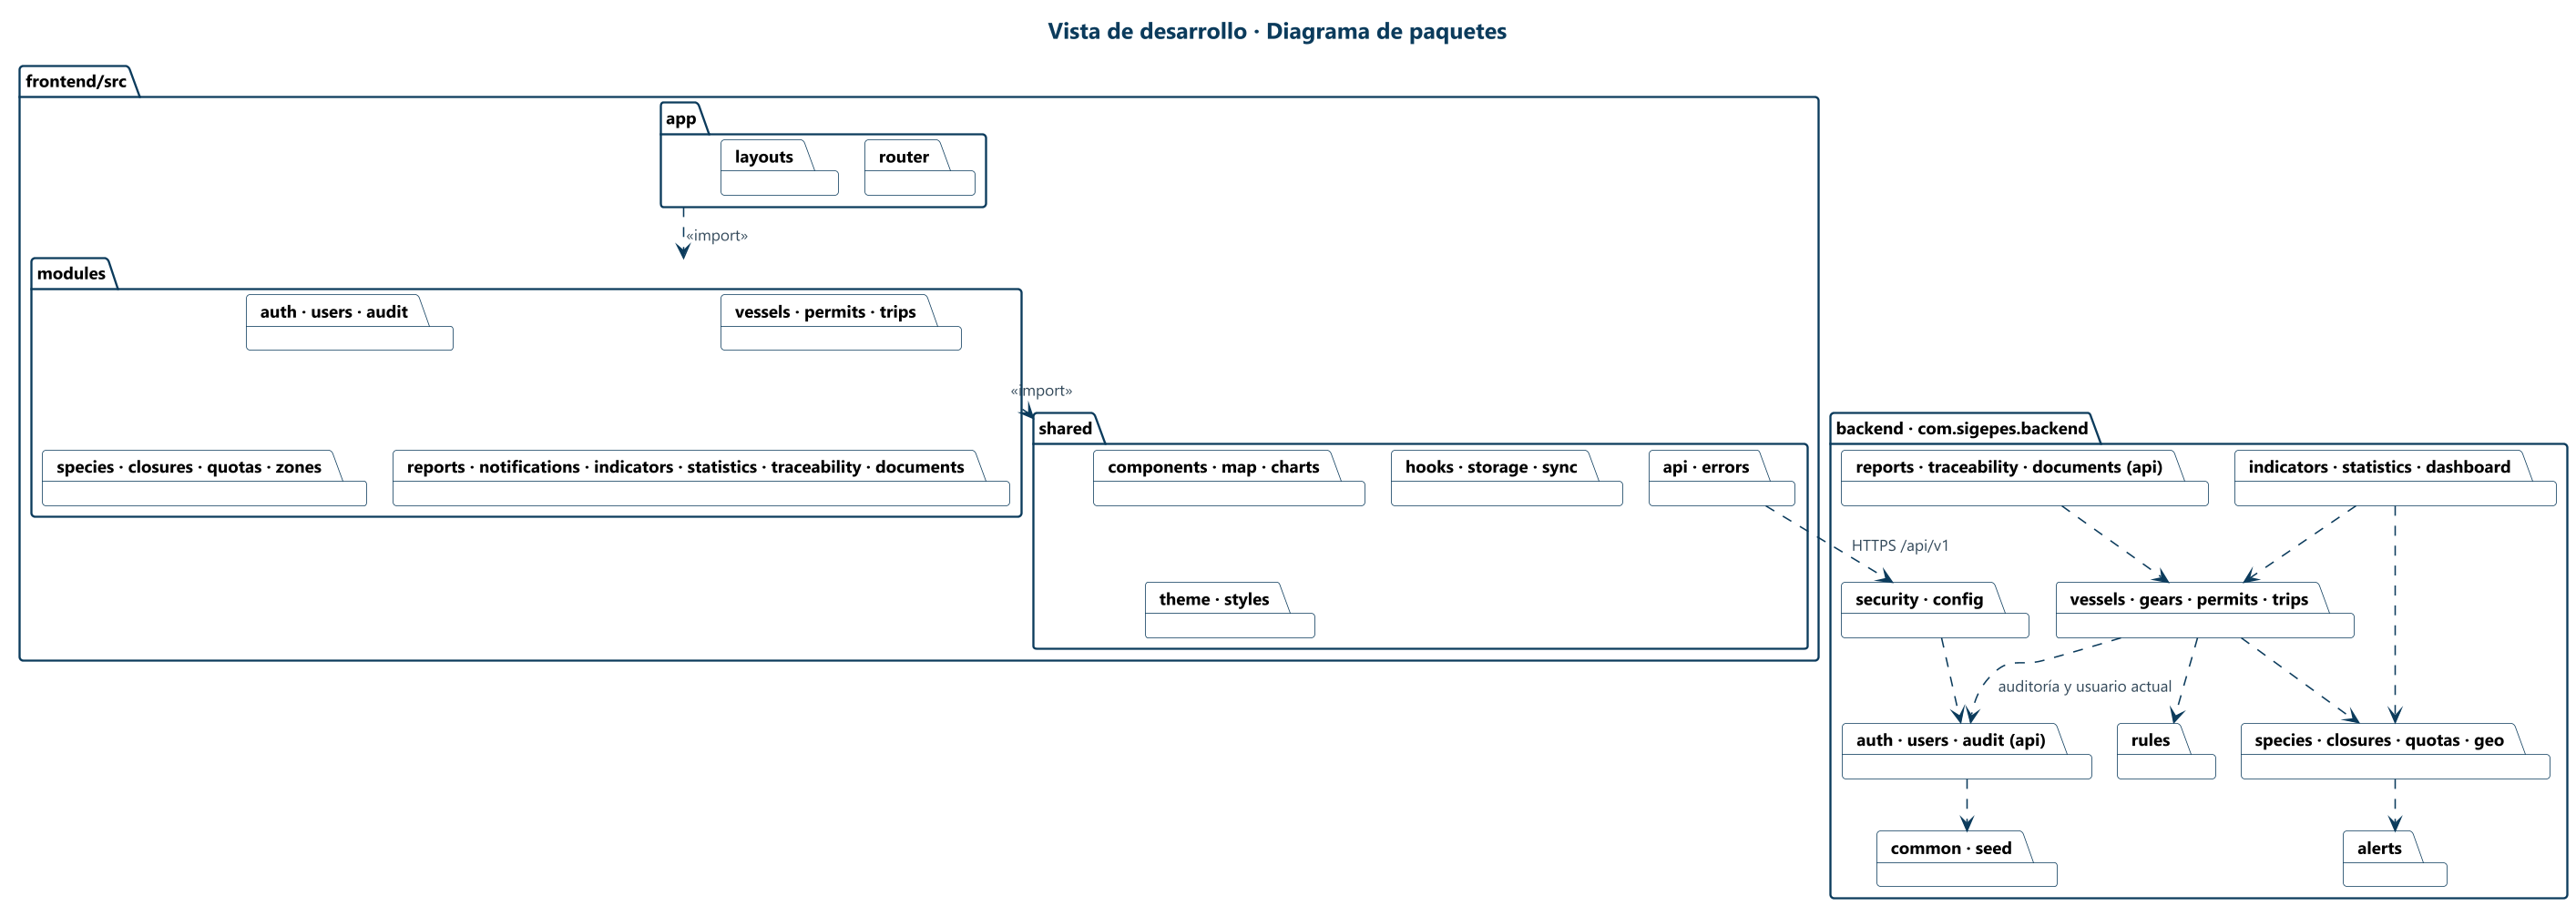 Vista de desarrollo · Diagrama de paquetes
frontend/src
app
layouts
router
«import»
modules
auth · users · audit
vessels · permits · trips
species · closures · quotas · zones
reports · notifications · indicators · statistics · traceability · documents
«import»
shared
components · map · charts
hooks · storage · sync
api · errors
theme · styles
backend · com.sigepes.backend
reports · traceability · documents (api)
indicators · statistics · dashboard
HTTPS /api/v1
security · config
vessels · gears · permits · trips
auditoría y usuario actual
auth · users · audit (api)
rules
species · closures · quotas · geo
common · seed
alerts